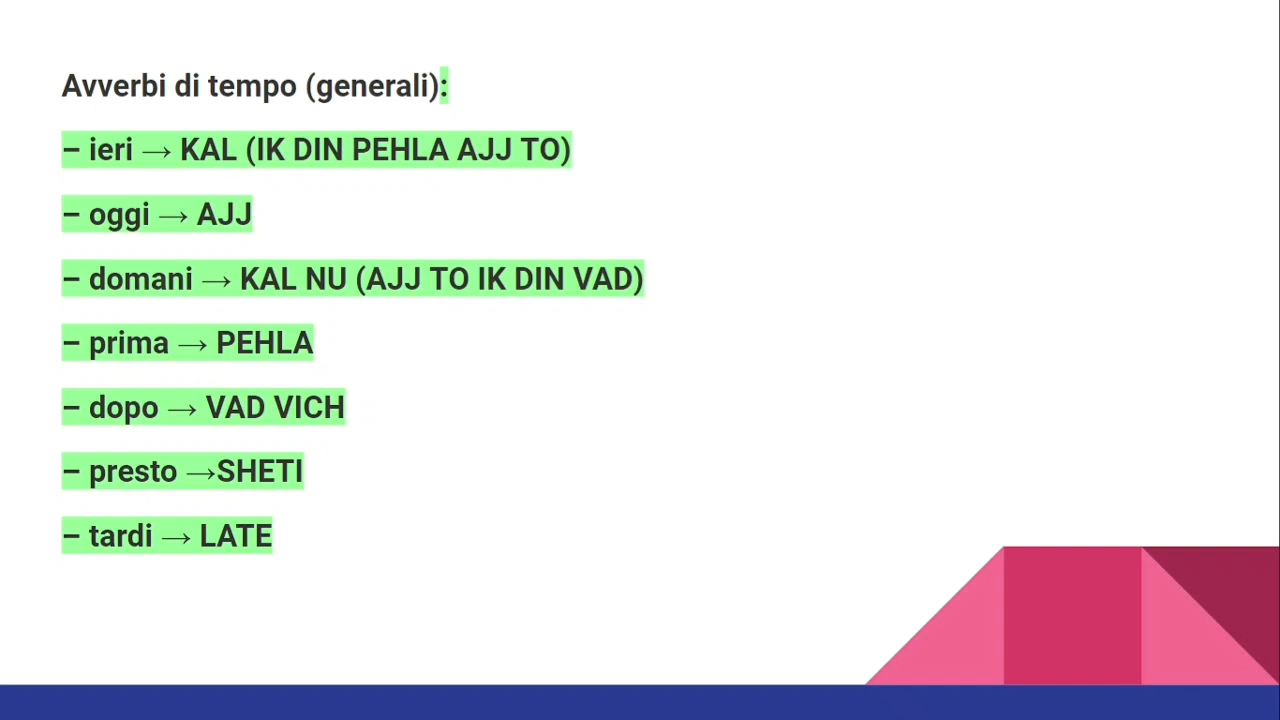 Avverbi di tempo (generali):
– ieri → KAL (IK DIN PEHLA AJJ TO)
– oggi → AJJ
– domani → KAL NU (AJJ TO IK DIN VAD)
– prima → PEHLA
– dopo → VAD VICH
– presto →SHETI
– tardi → LATE